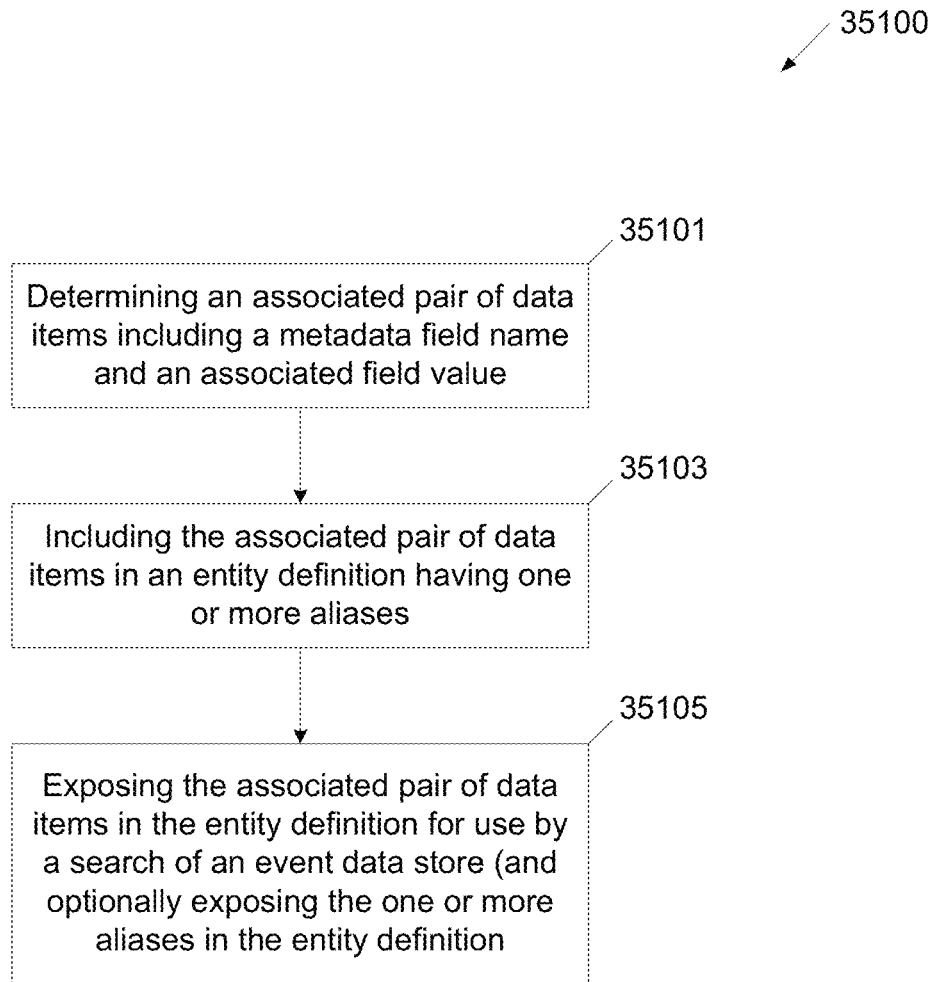 35100
35101
Determining an associated pair of data
items including a metadata field name
and an associated field value
35103
Including the associated pair of data
items in an entity definition having one
or more aliases
35105
Exposing the associated pair of data
items in the entity definition for use by
a search of an event data store (and
optionally exposing the one or more
aliases in the entity definition